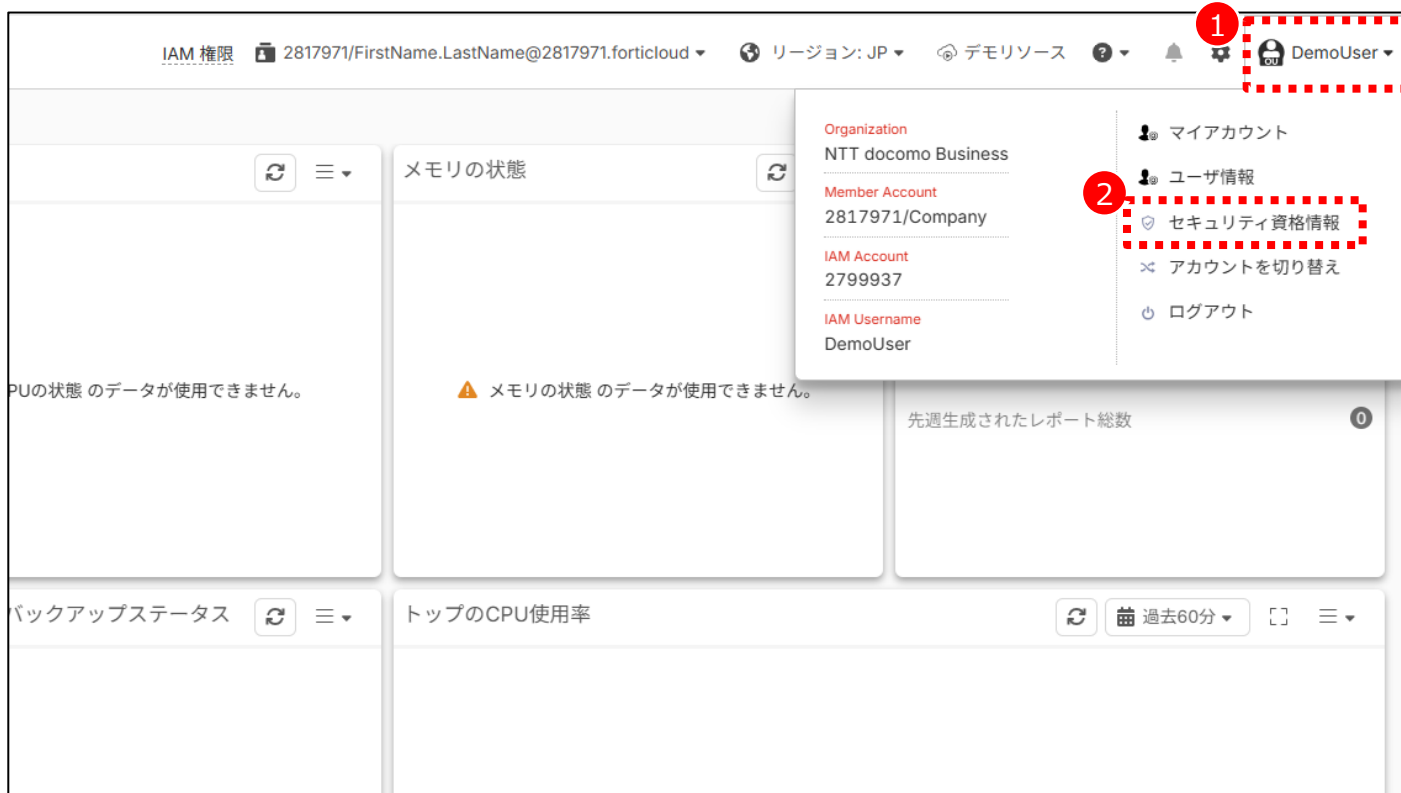 1
IAM 権限 2817971/FirstName.LastName@2817971.forticloud リージョン: JP デモリソース DemoUser
Organization
NTT docomo Business
Member Account
2817971/Company
IAM Account
2799937
IAM Username
DemoUser
マイアカウント
ユーザ情報
2
セキュリティ資格情報
アカウントを切り替え
ログアウト
メモリの状態
PUの状態 のデータが使用できません。
メモリの状態 のデータが使用できません。
先週生成されたレポート総数 0
バックアップステータス
トップのCPU使用率
過去60分